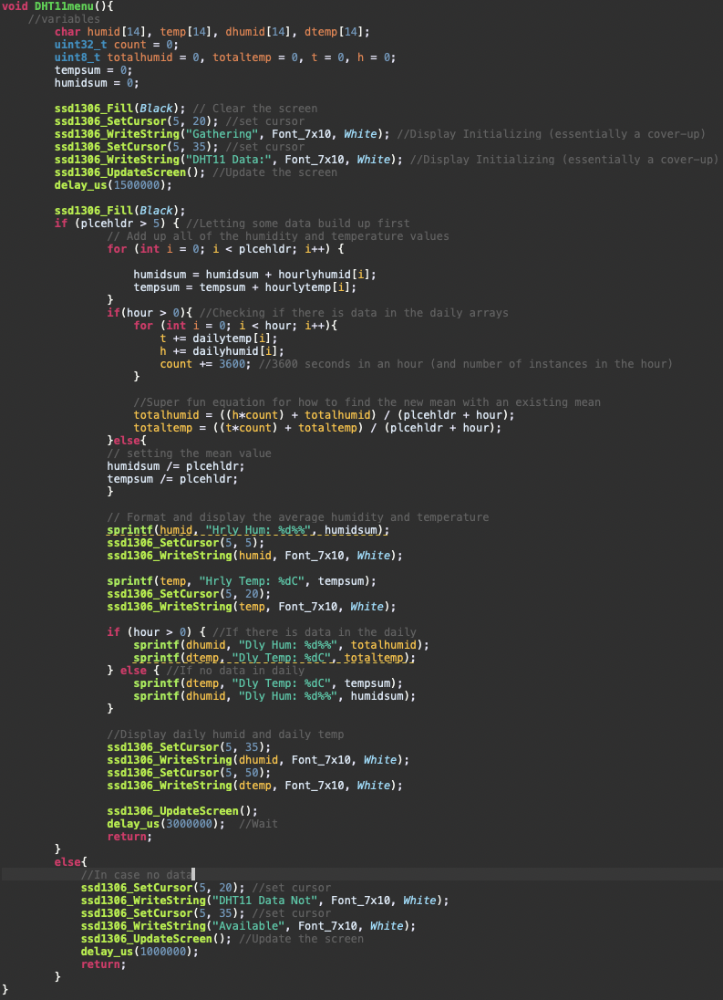 void DHT11menu(){
    //variables
        char humid[14], temp[14], dhumid[14], dtemp[14];
        uint32_t count = 0;
        uint8_t totalhumid = 0, totaltemp = 0, t = 0, h = 0;
        tempsum = 0;
        humidsum = 0;

        ssd1306_Fill(Black); // Clear the screen
        ssd1306_SetCursor(5, 20); //set cursor
        ssd1306_WriteString("Gathering", Font_7x10, White); //Display Initializing (essentially a cover-up)
        ssd1306_SetCursor(5, 35); //set cursor
        ssd1306_WriteString("DHT11 Data:", Font_7x10, White); //Display Initializing (essentially a cover-up)
        ssd1306_UpdateScreen(); //Update the screen
        delay_us(1500000);

        ssd1306_Fill(Black);
        if (plcehldr > 5) { //Letting some data build up first
                // Add up all of the humidity and temperature values
                for (int i = 0; i < plcehldr; i++) {

                    humidsum = humidsum + hourlyhumid[i];
                    tempsum = tempsum + hourlytemp[i];
                }
                if(hour > 0){ //Checking if there is data in the daily arrays
                    for (int i = 0; i < hour; i++){
                        t += dailytemp[i];
                        h += dailyhumid[i];
                        count += 3600; //3600 seconds in an hour (and number of instances in the hour)
                    }

                    //Super fun equation for how to find the new mean with an existing mean
                    totalhumid = ((h*count) + totalhumid) / (plcehldr + hour);
                    totaltemp = ((t*count) + totaltemp) / (plcehldr + hour);
                }else{
                // setting the mean value
                humidsum /= plcehldr;
                tempsum /= plcehldr;
                }

                // Format and display the average humidity and temperature
                sprintf(humid, "Hrly Hum: %d%%", humidsum);
                ssd1306_SetCursor(5, 5);
                ssd1306_WriteString(humid, Font_7x10, White);

                sprintf(temp, "Hrly Temp: %dC", tempsum);
                ssd1306_SetCursor(5, 20);
                ssd1306_WriteString(temp, Font_7x10, White);

                if (hour > 0) { //If there is data in the daily
                    sprintf(dhumid, "Dly Hum: %d%%", totalhumid);
                    sprintf(dtemp, "Dly Temp: %dC", totaltemp);
                } else { //If no data in daily
                    sprintf(dtemp, "Dly Temp: %dC", tempsum);
                    sprintf(dhumid, "Dly Hum: %d%%", humidsum);
                }

                //Display daily humid and daily temp
                ssd1306_SetCursor(5, 35);
                ssd1306_WriteString(dhumid, Font_7x10, White);
                ssd1306_SetCursor(5, 50);
                ssd1306_WriteString(dtemp, Font_7x10, White);

                ssd1306_UpdateScreen();
                delay_us(3000000);  //Wait
                return;
        }
        else{
            //In case no data
            ssd1306_SetCursor(5, 20); //set cursor
            ssd1306_WriteString("DHT11 Data Not", Font_7x10, White);
            ssd1306_SetCursor(5, 35); //set cursor
            ssd1306_WriteString("Available", Font_7x10, White);
            ssd1306_UpdateScreen(); //Update the screen
            delay_us(1000000);
            return;
        }
}